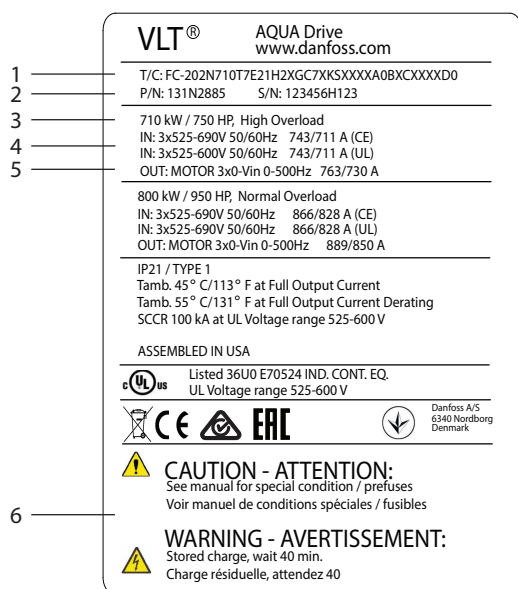 VLT® AQUA Drive
www.danfoss.com
1 T/C: FC-202N710T7E21H2XGC7XKSXXXXA0BXCXXXXD0
2 P/N: 131N2885 S/N: 123456H123
3 710 kW / 750 HP, High Overload
4 IN: 3x525-690V 50/60Hz 743/711 A (CE)
IN: 3x525-600V 50/60Hz 743/711 A (UL)
5 OUT: MOTOR 3x0-Vin 0-500Hz 763/730 A
800 kW / 950 HP, Normal Overload
IN: 3x525-690V 50/60Hz 866/828 A (CE)
IN: 3x525-690V 50/60Hz 866/828 A (UL)
OUT: MOTOR 3x0-Vin 0-500Hz 889/850 A
IP21 / TYPE 1
Tamb. 45° C/113° F at Full Output Current
Tamb. 55° C/131° F at Full Output Current Derating
SCCR 100 kA at UL Voltage range 525-600 V
ASSEMBLED IN USA
c UL us Listed 36U0 E70524 IND. CONT. EQ.
UL Voltage range 525-600 V
CE EAC
Danfoss A/S
6340 Nordborg
Denmark
CAUTION - ATTENTION:
See manual for special condition / prefuses
Voir manuel de conditions spéciales / fusibles
6
WARNING - AVERTISSEMENT:
Stored charge, wait 40 min.
Charge résiduelle, attendez 40